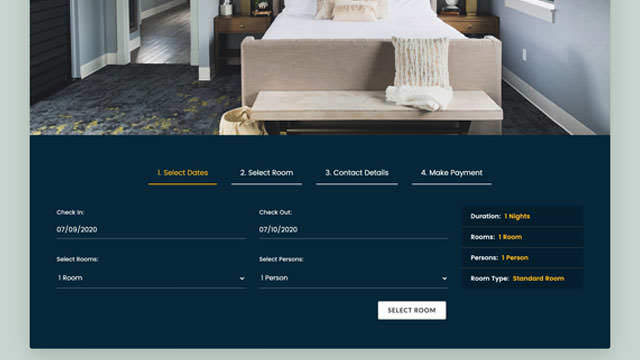 1. Select Dates 2. Select Room 3. Contact Details 4. Make Payment
Check In: Check Out:
07/09/2020 07/10/2020
Select Rooms: Select Persons:
1 Room 1 Person
Duration: 1 Nights
Rooms: 1 Room
Persons: 1 Person
Room Type: Standard Room
SELECT ROOM